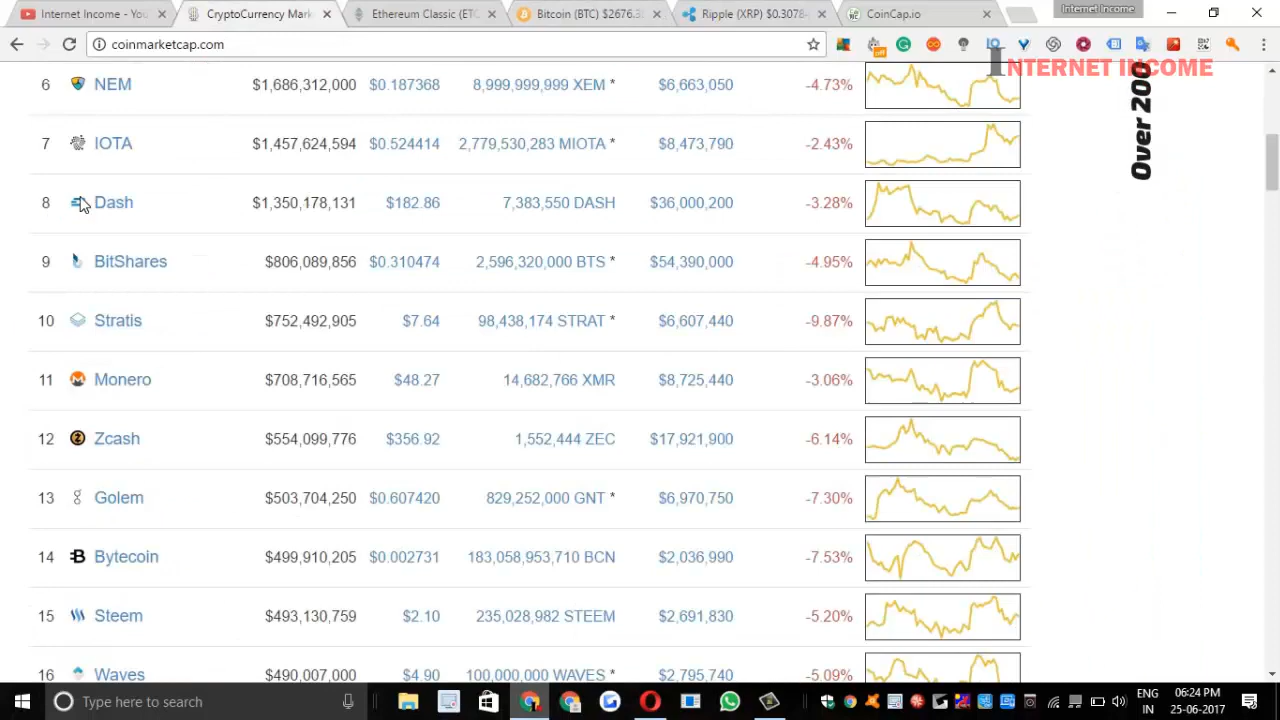 Internet Income - You
CryptoCurrency Mark
Ethereum Classic (ETC
Bitcoin (BTC) $2676.3
Ripple (XRP) $0.3078
CoinCap.io
Internet Income
coinmarketcap.com
off
INTERNET INCOME
Over 200
6 NEM $1,686,312,000 $0.187368 8,999,999,999 XEM * $6,663,050 -4.73%
7 IOTA $1,457,624,594 $0.524414 2,779,530,283 MIOTA * $8,473,790 -2.43%
8 Dash $1,350,178,131 $182.86 7,383,550 DASH $36,000,200 -3.28%
9 BitShares $806,089,856 $0.310474 2,596,320,000 BTS * $54,390,000 -4.95%
10 Stratis $752,492,905 $7.64 98,438,174 STRAT * $6,607,440 -9.87%
11 Monero $708,716,565 $48.27 14,682,766 XMR $8,725,440 -3.06%
12 Zcash $554,099,776 $356.92 1,552,444 ZEC $17,921,900 -6.14%
13 Golem $503,704,250 $0.607420 829,252,000 GNT * $6,970,750 -7.30%
14 Bytecoin $499,910,205 $0.002731 183,058,953,710 BCN $2,036,990 -7.53%
15 Steem $493,130,759 $2.10 235,028,982 STEEM $2,691,830 -5.20%
16 Waves $490,007,000 $4.90 100,000,000 WAVES * $2,795,740 -5.09%
Type here to search
ENG
IN
06:24 PM
25-06-2017